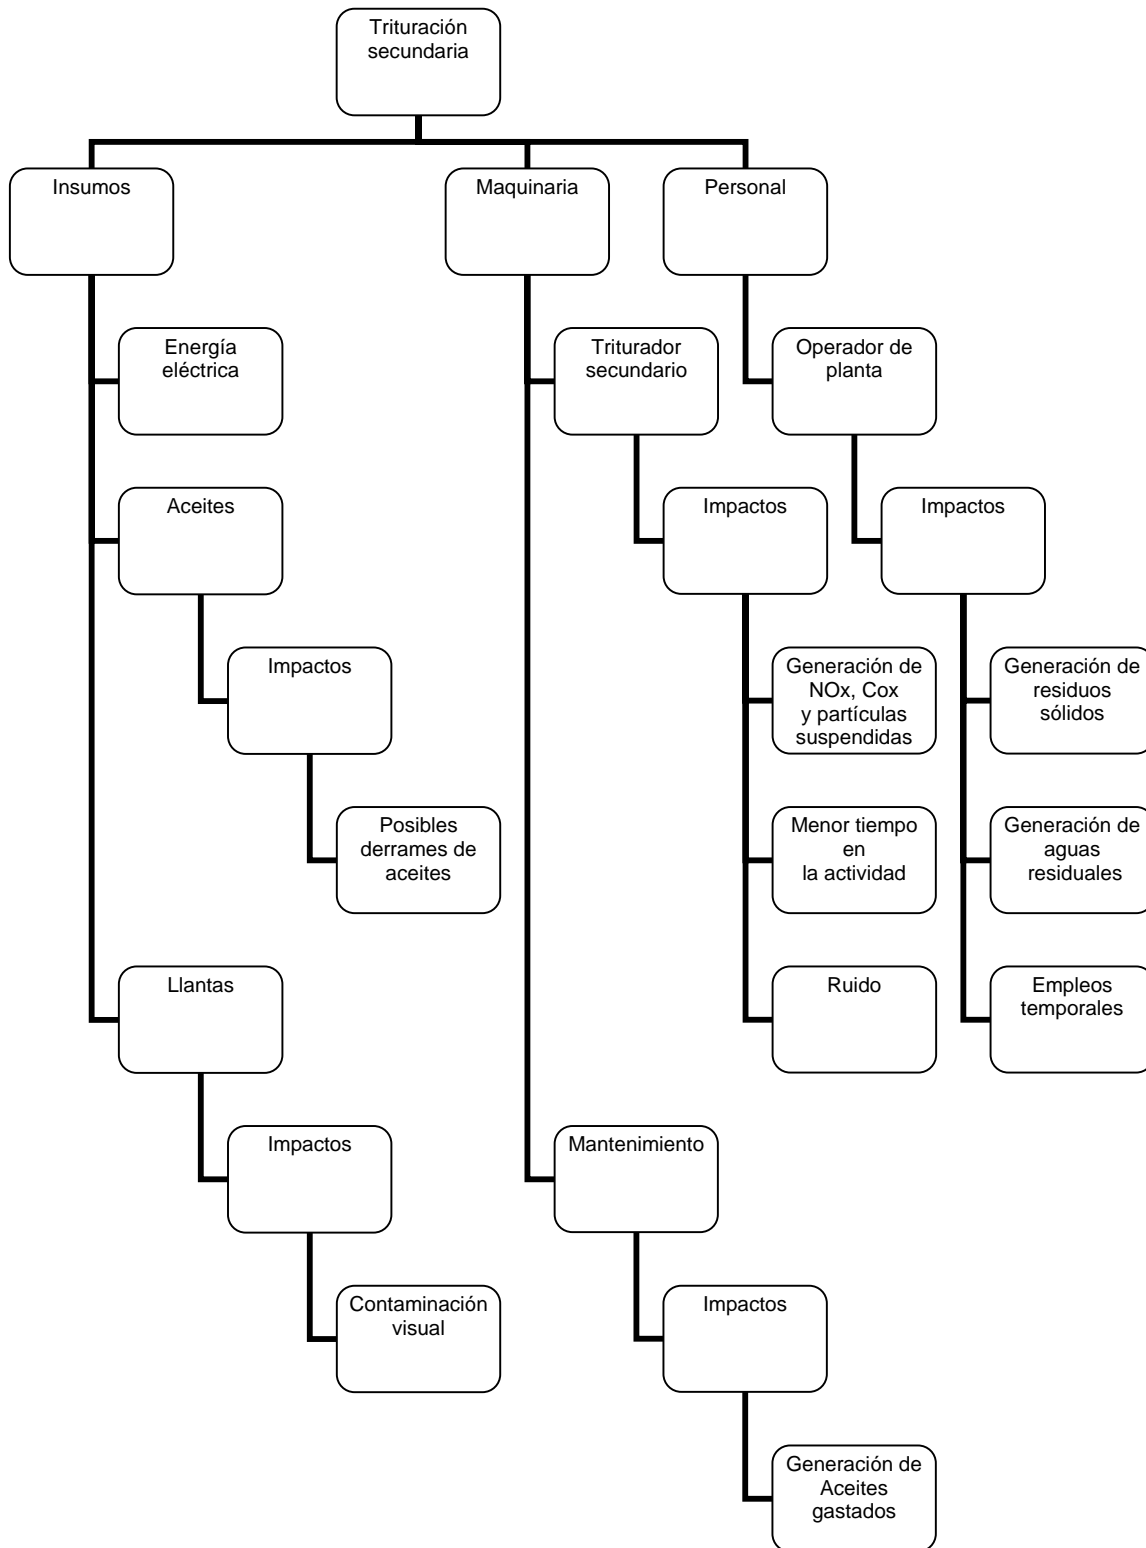 Trituración
secundaria
Insumos
Maquinaria
Personal
Energía
eléctrica
Triturador
secundario
Operador de
planta
Aceites
Impactos
Impactos
Impactos
Generación de
NOx, Cox
y partículas
suspendidas
Generación de
residuos
sólidos
Posibles
derrames de
aceites
Menor tiempo
en
la actividad
Generación de
aguas
residuales
Llantas
Ruido
Empleos
temporales
Impactos
Mantenimiento
Contaminación
visual
Impactos
Generación de
Aceites
gastados